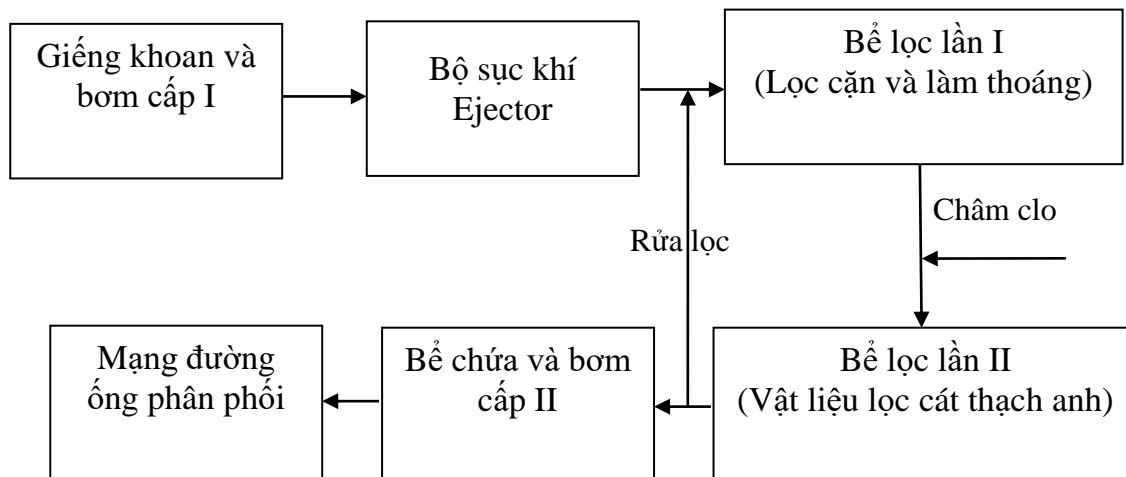 Giếng khoan và
bơm cấp I
Bộ sục khí
Ejector
Bể lọc lần I
(Lọc cặn và làm thoáng)
Châm clo
Rửa lọc
Mạng đường
ống phân phối
Bể chứa và bơm
cấp II
Bể lọc lần II
(Vật liệu lọc cát thạch anh)